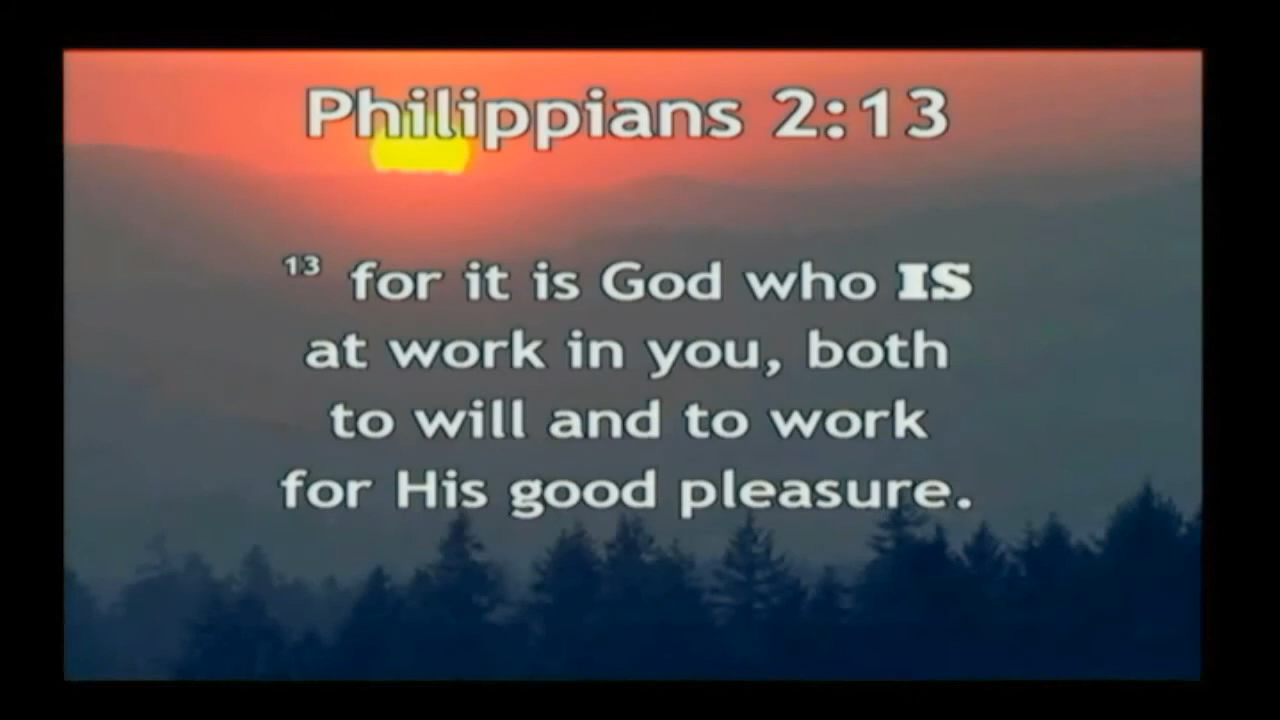 Philippians 2:13
13 for it is God who IS
at work in you, both
to will and to work
for His good pleasure.